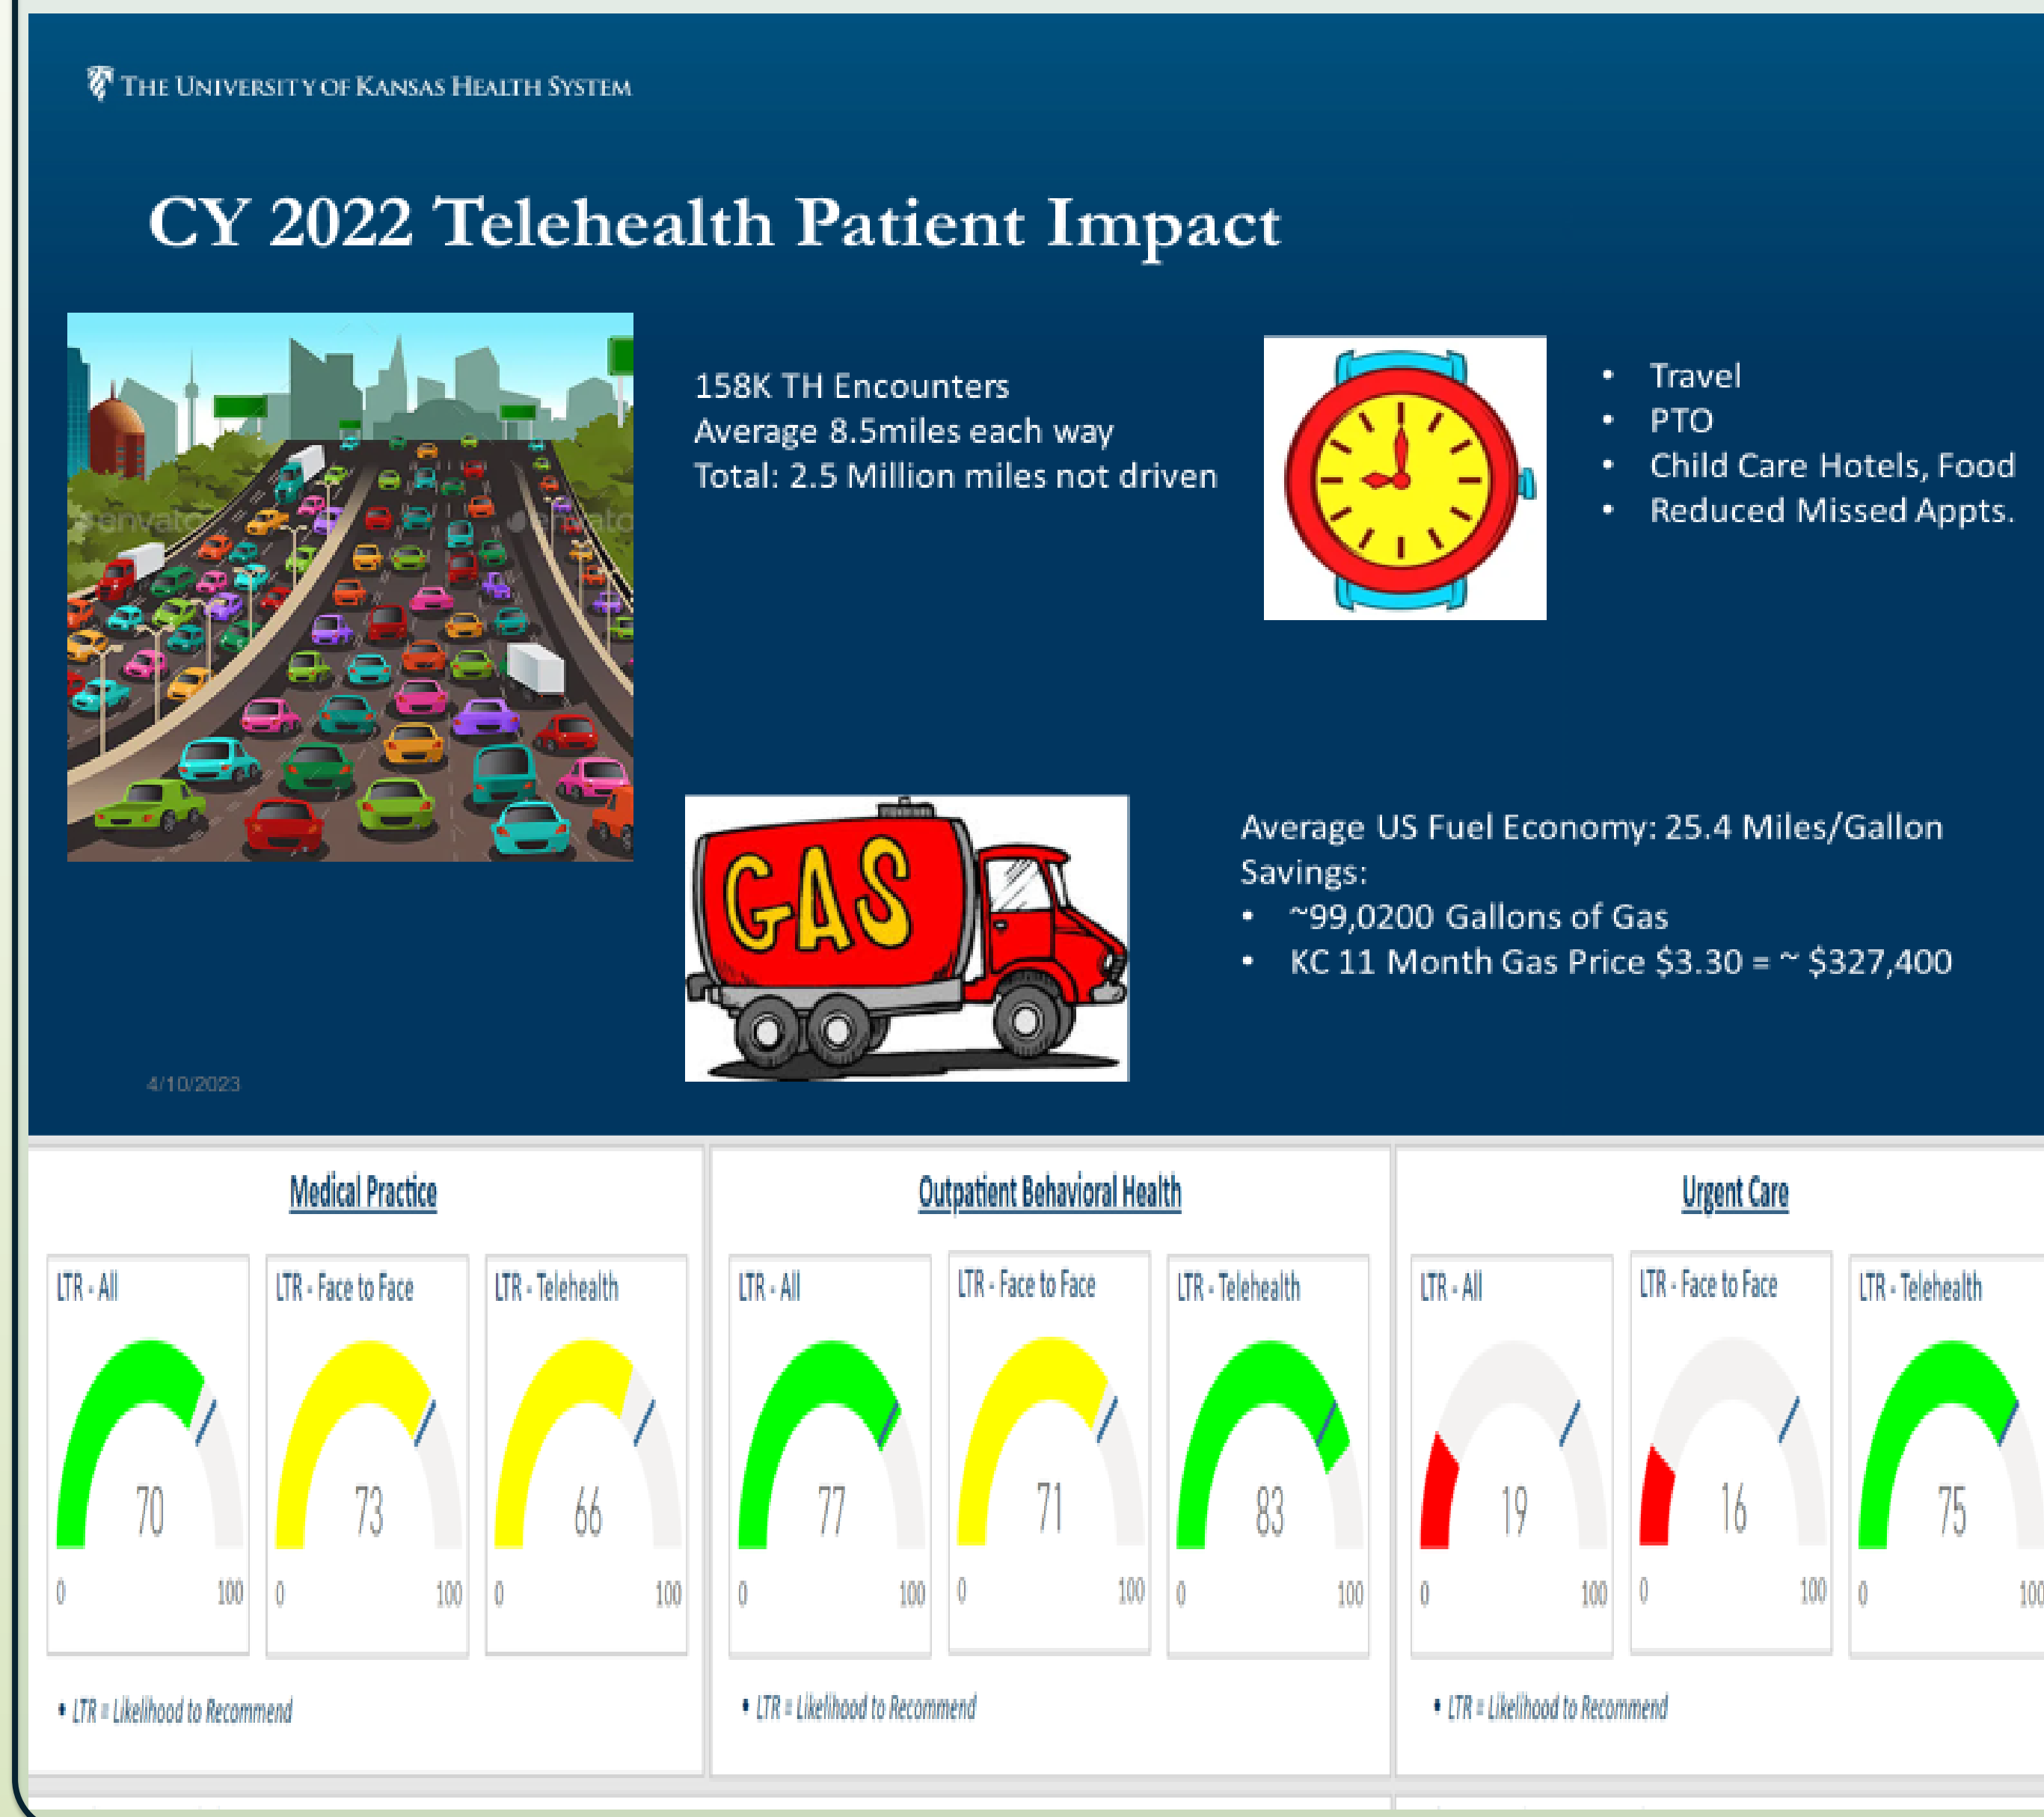 THE UNIVERSITY OF KANSAS HEALTH SYSTEM
CY 2022 Telehealth Patient Impact
158K TH Encounters
Average 8.5miles each way
Total: 2.5 Million miles not driven
• Travel
• PTO
• Child Care Hotels, Food
• Reduced Missed Appts.
envato
envato
GAS
Average US Fuel Economy: 25.4 Miles/Gallon
Savings:
• ~99,0200 Gallons of Gas
• KC 11 Month Gas Price $3.30 = ~ $327,400
4/10/2023
Medical Practice
LTR - All
70
0 100
LTR - Face to Face
73
0 100
LTR - Telehealth
66
0 100
• LTR = Likelihood to Recommend
Outpatient Behavioral Health
LTR - All
77
0 100
LTR - Face to Face
71
0 100
LTR - Telehealth
83
0 100
• LTR = Likelihood to Recommend
Urgent Care
LTR - All
19
0 100
LTR - Face to Face
16
0 100
LTR - Telehealth
75
0 100
• LTR = Likelihood to Recommend